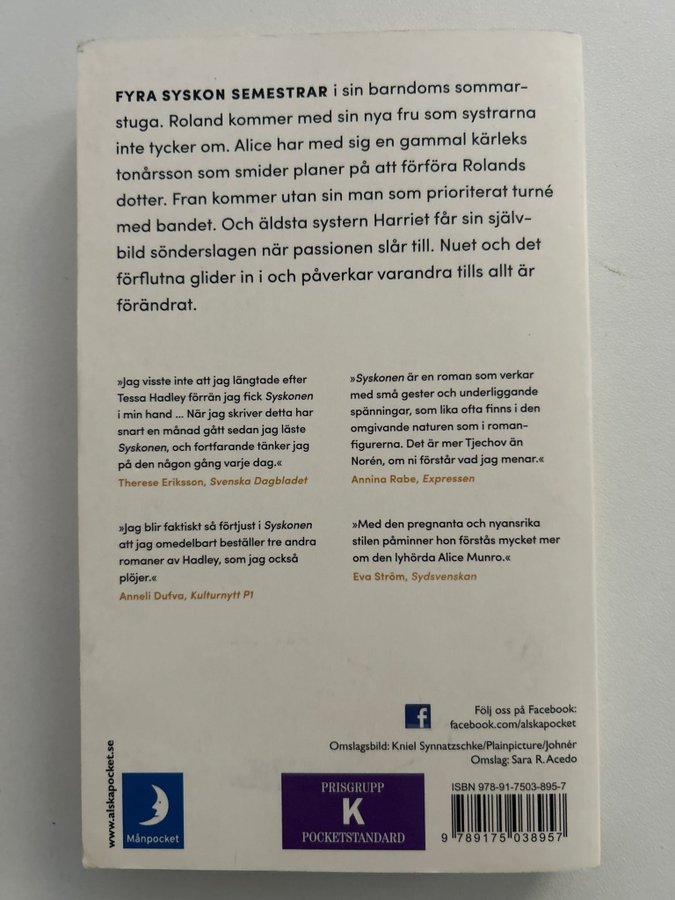 FYRA SYSKON SEMESTRAR i sin barndoms sommar-
stuga. Roland kommer med sin nya fru som systrarna
inte tycker om. Alice har med sig en gammal kärleks
tonårsson som smider planer på att förföra Rolands
dotter. Fran kommer utan sin man som prioriterat turné
med bandet. Och äldsta systern Harriet får sin själv-
bild sönderslagen när passionen slår till. Nuet och det
förflutna glider in i och påverkar varandra tills allt är
förändrat.
»Jag visste inte att jag längtade efter
Tessa Hadley förrän jag fick Syskonen
i min hand ... När jag skriver detta har
snart en månad gått sedan jag läste
Syskonen, och fortfarande tänker jag
på den någon gång varje dag.«
Therese Eriksson, Svenska Dagbladet
»Syskonen är en roman som verkar
med små gester och underliggande
spänningar, som lika ofta finns i den
omgivande naturen som i roman-
figurerna. Det är mer Tjechov än
Norén, om ni förstår vad jag menar.«
Annina Rabe, Expressen
»Jag blir faktiskt så förtjust i Syskonen
att jag omedelbart beställer tre andra
romaner av Hadley, som jag också
plöjer.«
Anneli Dufva, Kulturnytt P1
»Med den pregnanta och nyansrika
stilen påminner hon förstås mycket mer
om den lyhörda Alice Munro.«
Eva Ström, Sydsvenskan
f
Följ oss på Facebook:
facebook.com/alskapocket
Omslagsbild: Kniel Synnatzschke/Plainpicture/Johnér
Omslag: Sara R. Acedo
www.alskapocket.se
Månpocket
PRISGRUPP
K
POCKETSTANDARD
ISBN 978-91-7503-895-7
9 789175 038957